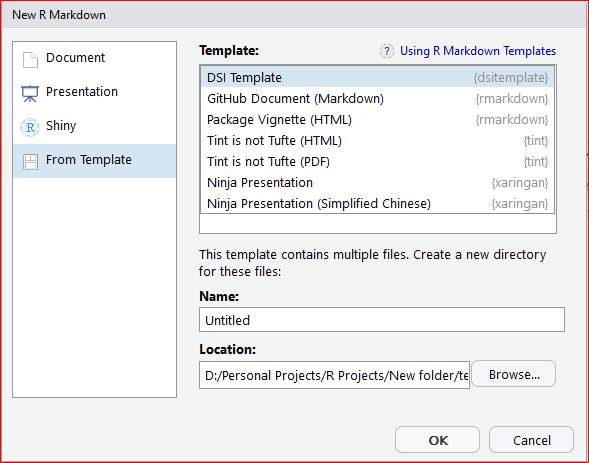 New R Markdown
Document
Presentation
Shiny
From Template
Template:
? Using R Markdown Templates
DSI Template {dsitemplate}
GitHub Document (Markdown) {rmarkdown}
Package Vignette (HTML) {rmarkdown}
Tint is not Tufte (HTML) {tint}
Tint is not Tufte (PDF) {tint}
Ninja Presentation {xaringan}
Ninja Presentation (Simplified Chinese) {xaringan}
This template contains multiple files. Create a new directory
for these files:
Name:
Untitled
Location:
D:/Personal Projects/R Projects/New folder/te
Browse...
OK Cancel